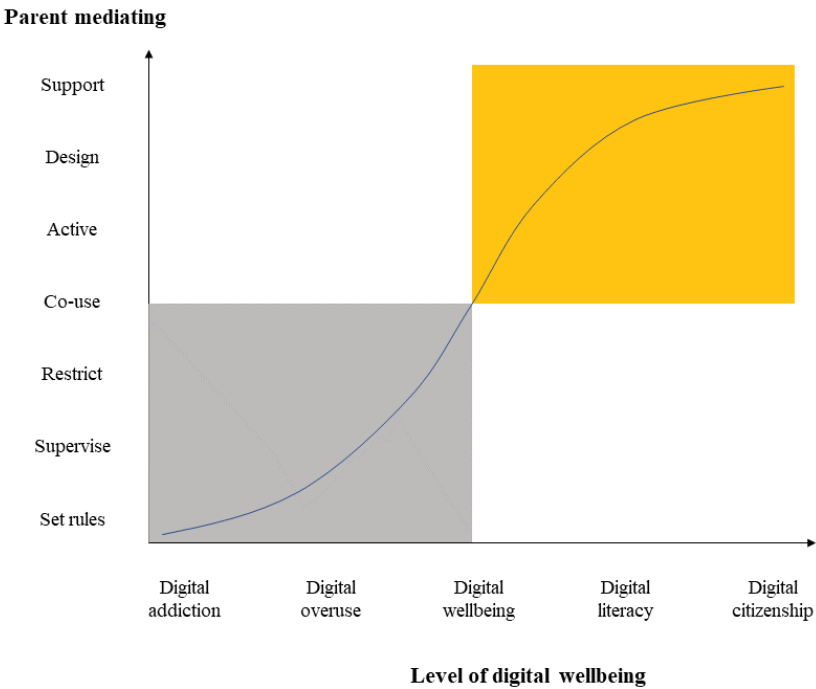 Parent mediating
Support
Design
Active
Co-use
Restrict
Supervise
Set rules
Digital addiction
Digital overuse
Digital wellbeing
Digital literacy
Digital citizenship
Level of digital wellbeing